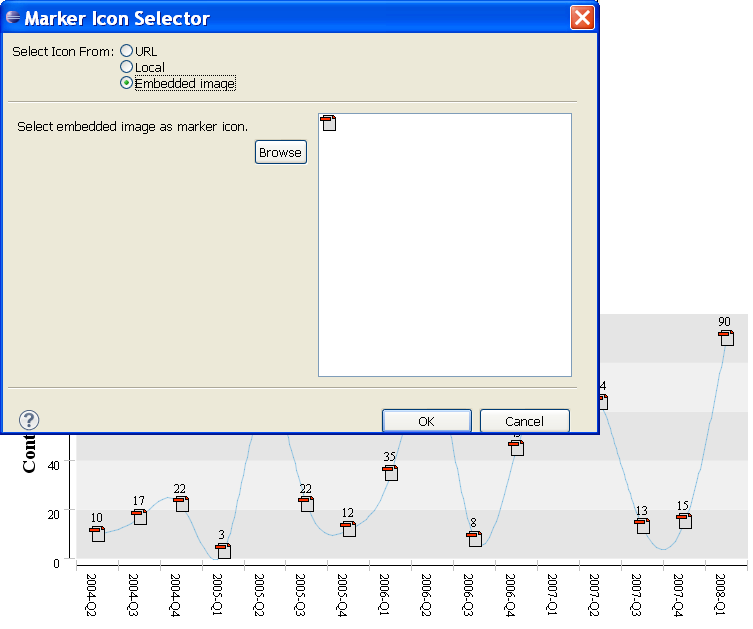 Marker Icon Selector
Select Icon From:
URL
Local
Embedded image
Select embedded image as marker icon.
Browse
?
OK
Cancel
90
4
35
22
22
17
15
13
12
10
8
3
40
20
0
2004-Q2
2004-Q3
2004-Q4
2005-Q1
2005-Q2
2005-Q3
2005-Q4
2006-Q1
2006-Q2
2006-Q3
2006-Q4
2007-Q1
2007-Q2
2007-Q3
2007-Q4
2008-Q1